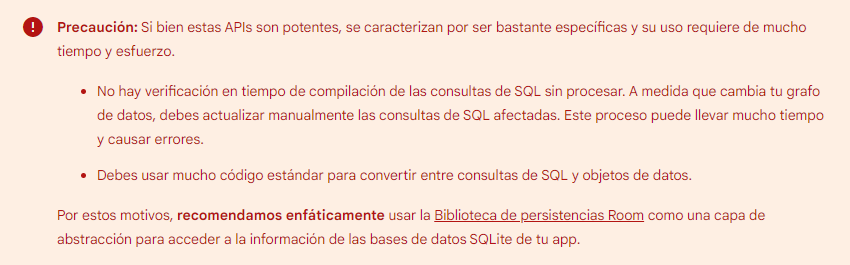 Precaución: Si bien estas APIs son potentes, se caracterizan por ser bastante específicas y su uso requiere de mucho
tiempo y esfuerzo.
• No hay verificación en tiempo de compilación de las consultas de SQL sin procesar. A medida que cambia tu grafo
de datos, debes actualizar manualmente las consultas de SQL afectadas. Este proceso puede llevar mucho tiempo
y causar errores.
• Debes usar mucho código estándar para convertir entre consultas de SQL y objetos de datos.
Por estos motivos, recomendamos enfáticamente usar la Biblioteca de persistencias Room como una capa de
abstracción para acceder a la información de las bases de datos SQLite de tu app.